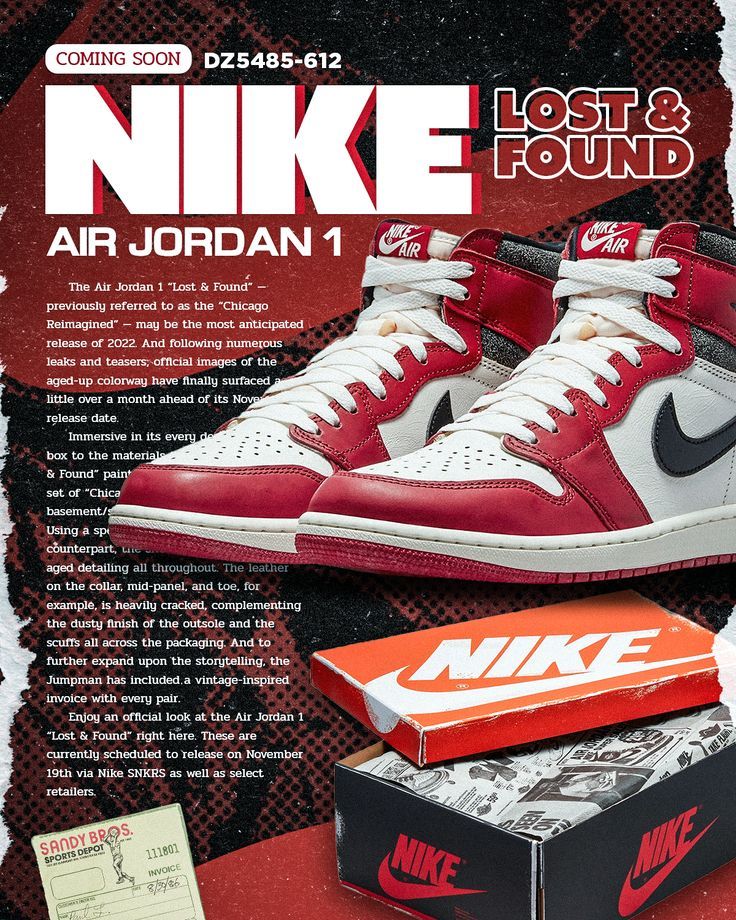 COMING SOON DZ5485-612
NIKE LOST &
FOUND
AIR JORDAN 1
The Air Jordan 1 “Lost & Found” —
previously referred to as the “Chicago
Reimagined” — may be the most anticipated
release of 2022. And following numerous
leaks and teasers, official images of the
aged-up colorway have finally surfaced a
little over a month ahead of its
release date.
Immersive in its every
box to the materials
& Found” paint
set of
Using a
counterpart, the
aged detailing all throughout. The leather
on the collar, mid-panel, and toe, for
example, is heavily cracked, complementing
the dusty finish of the outsole and the
scuffs all across the packaging. And to
further expand upon the storytelling, the
Jumpman has included a vintage-inspired
invoice with every pair.
Enjoy an official look at the Air Jordan 1
“Lost & Found” right here. These are
currently scheduled to release on November
19th via Nike SNKRS as well as select
retailers.
NIKE
AIR
NIKE
AIR
NIKE
NIKE
NIKE
SANDY BROS.
SPORTS DEPOT
111801
INVOICE